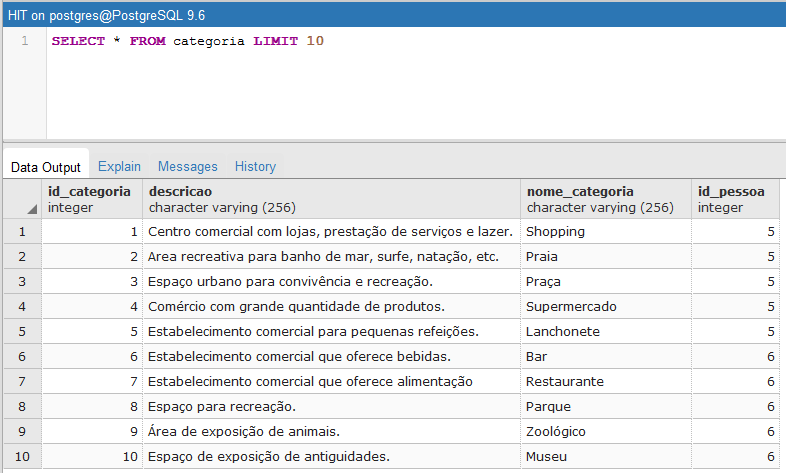 HIT on postgres@PostgreSQL 9.6
1 SELECT * FROM categoria LIMIT 10
Data Output Explain Messages History
id_categoria descricao nome_categoria id_pessoa
integer character varying (256) character varying (256) integer
1 1 Centro comercial com lojas, prestação de serviços e lazer. Shopping 5
2 2 Area recreativa para banho de mar, surfe, natação, etc. Praia 5
3 3 Espaço urbano para convivência e recreação. Praça 5
4 4 Comércio com grande quantidade de produtos. Supermercado 5
5 5 Estabelecimento comercial para pequenas refeições. Lanchonete 5
6 6 Estabelecimento comercial que oferece bebidas. Bar 6
7 7 Estabelecimento comercial que oferece alimentação Restaurante 6
8 8 Espaço para recreação. Parque 6
9 9 Área de exposição de animais. Zoológico 6
10 10 Espaço de exposição de antiguidades. Museu 6